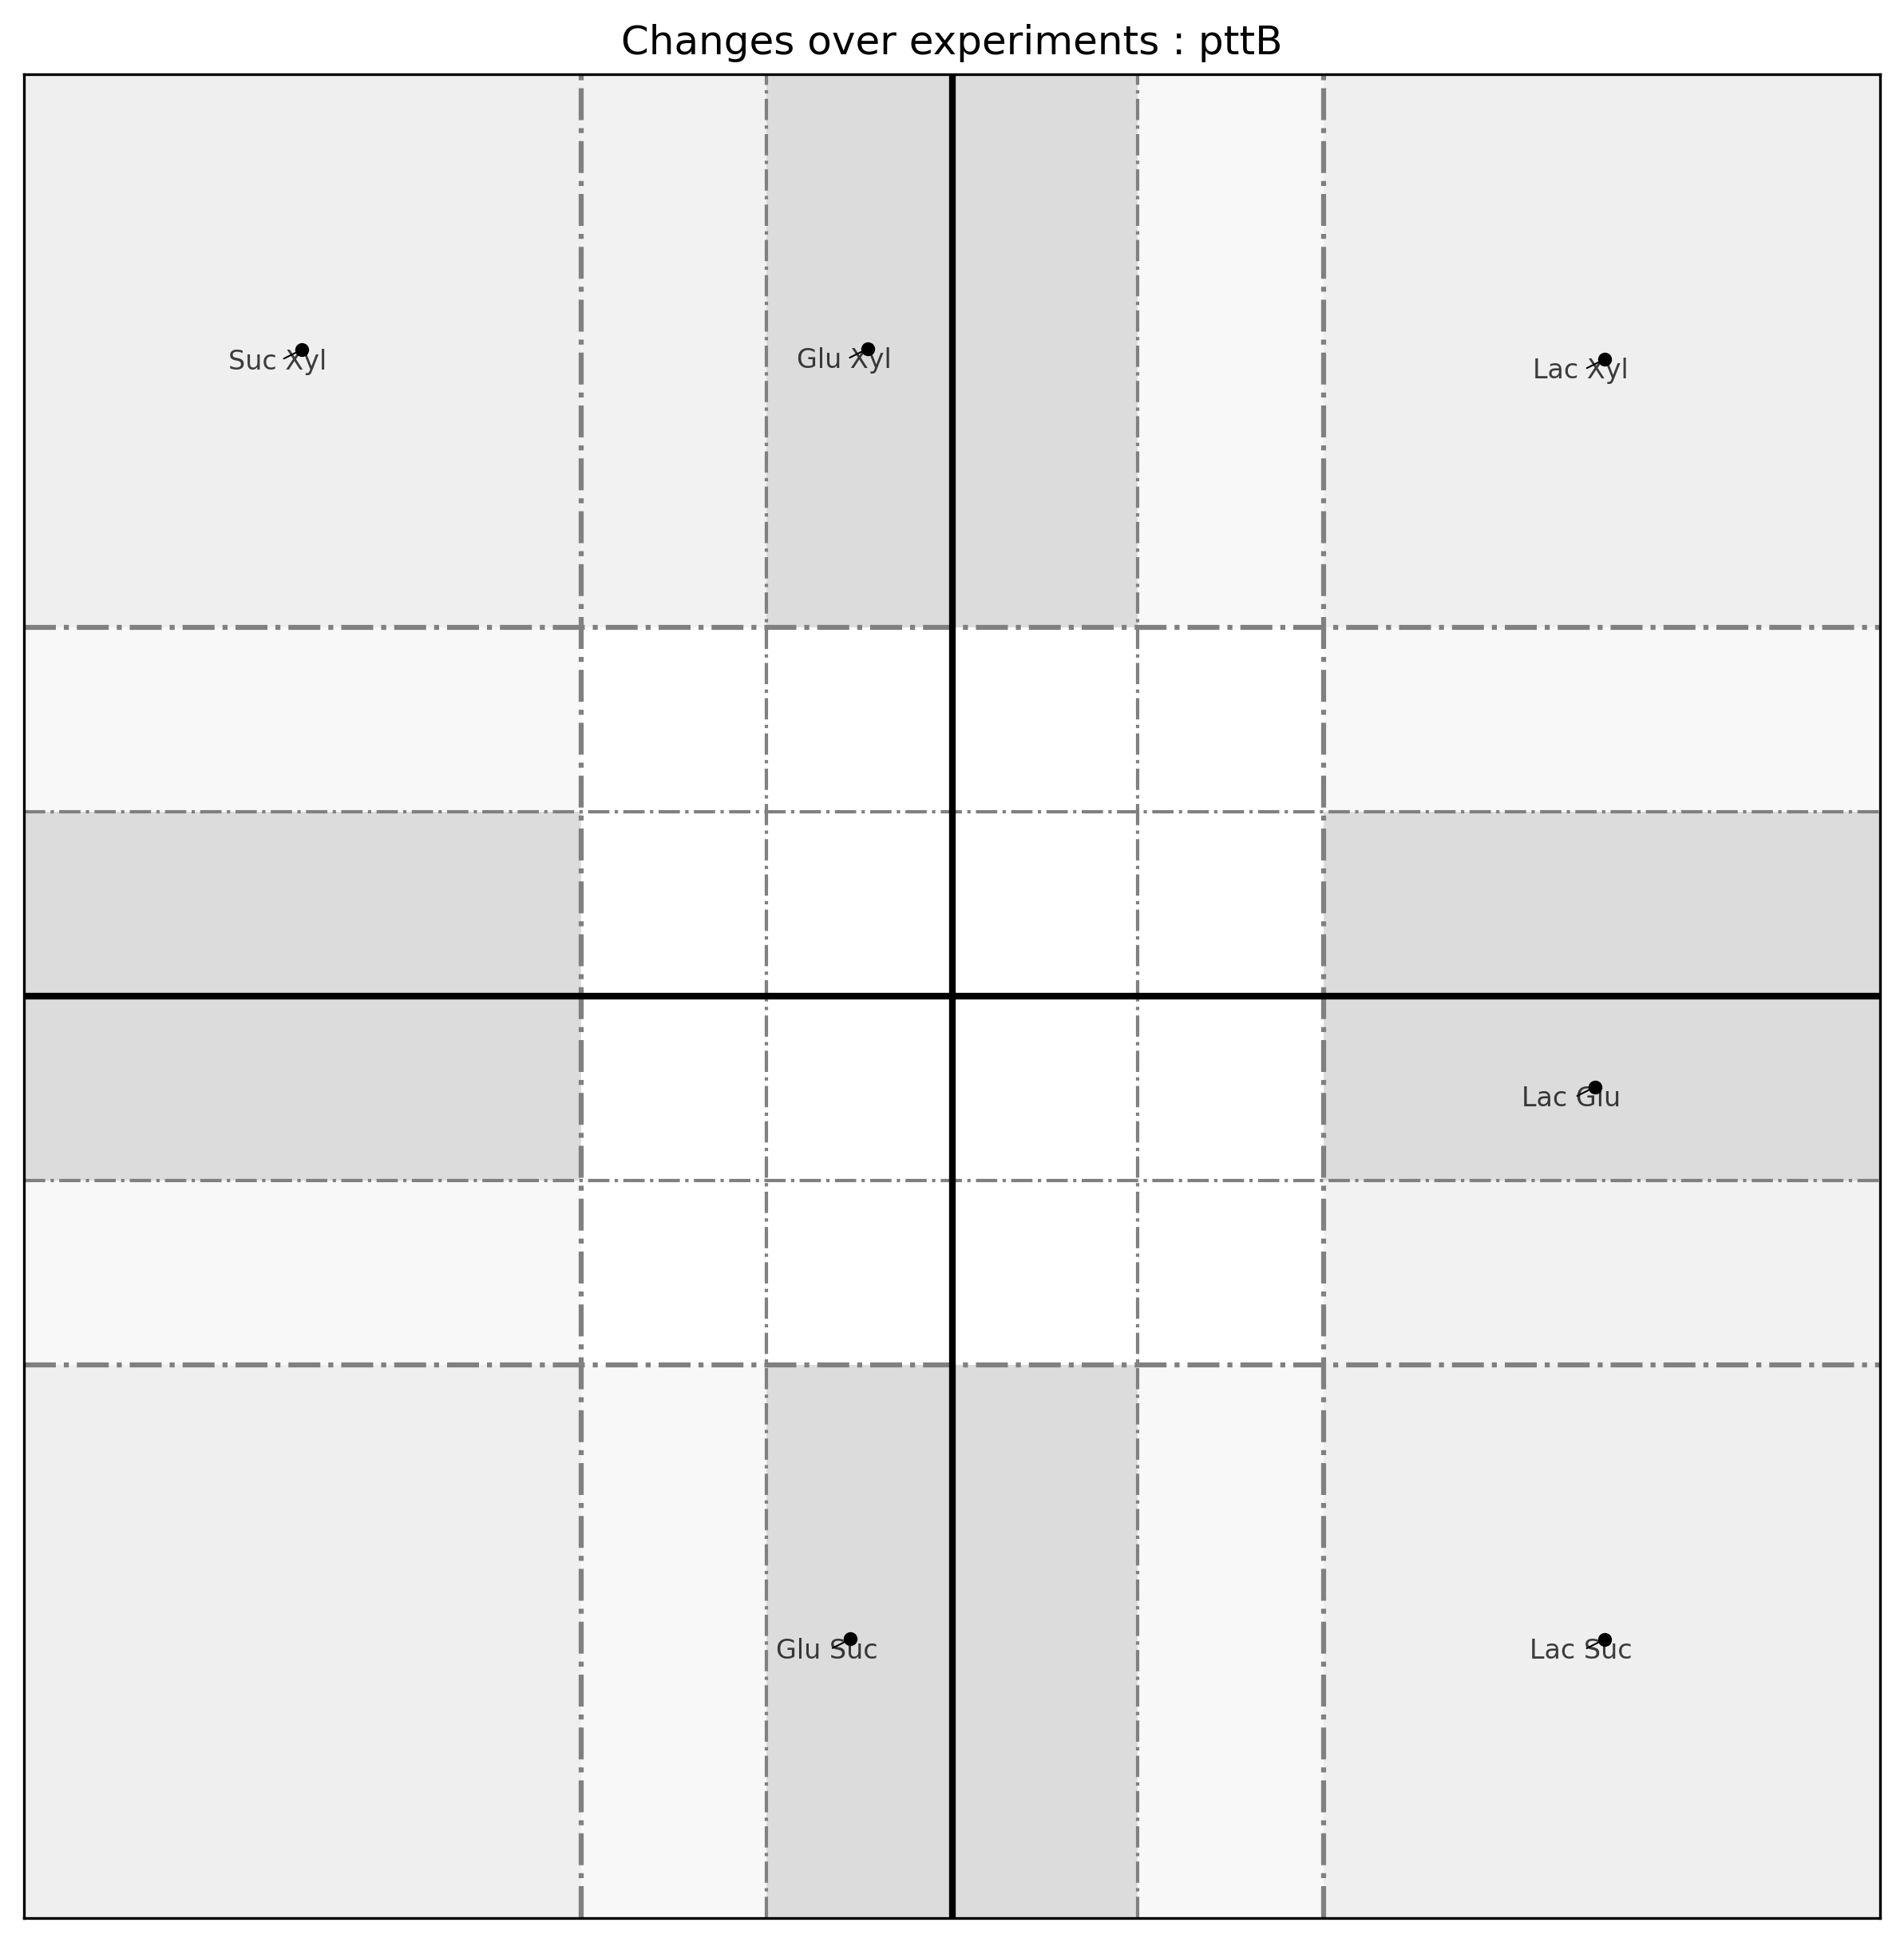 Changes over experiments : pttB
Suc Xyl
Glu Xyl
Lac Xyl
Lac Glu
Glu Suc
Lac Suc